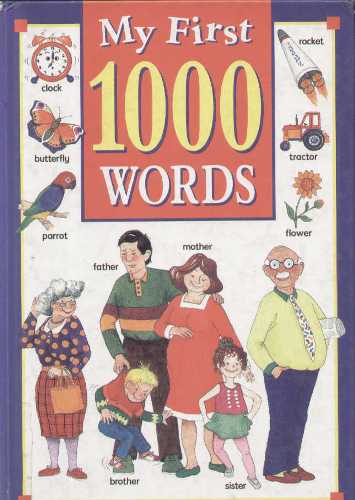 My First
1000
WORDS
clock
butterfly
parrot
rocket
tractor
flower
father
mother
brother
sister